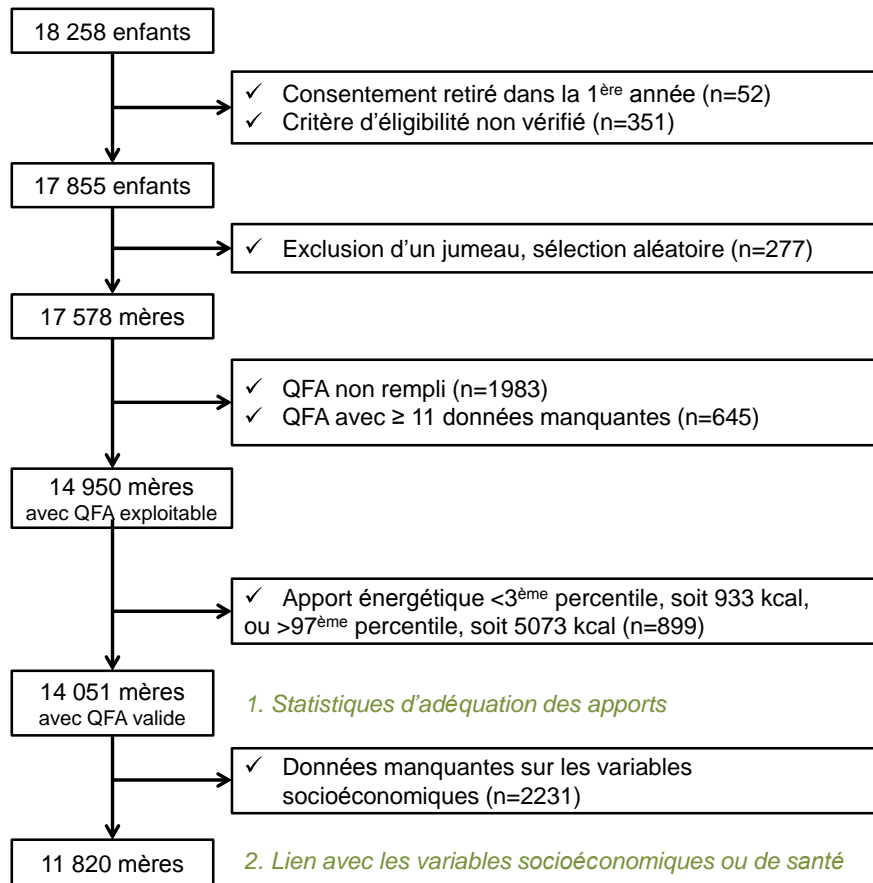 18 258 enfants
✓ Consentement retiré dans la 1ère année (n=52)
✓ Critère d'éligibilité non vérifié (n=351)
17 855 enfants
✓ Exclusion d'un jumeau, sélection aléatoire (n=277)
17 578 mères
✓ QFA non rempli (n=1983)
✓ QFA avec ≥ 11 données manquantes (n=645)
14 950 mères
avec QFA exploitable
✓ Apport énergétique <3ème percentile, soit 933 kcal,
ou >97ème percentile, soit 5073 kcal (n=899)
14 051 mères
avec QFA valide
1. Statistiques d'adéquation des apports
✓ Données manquantes sur les variables
socioéconomiques (n=2231)
11 820 mères
2. Lien avec les variables socioéconomiques ou de santé